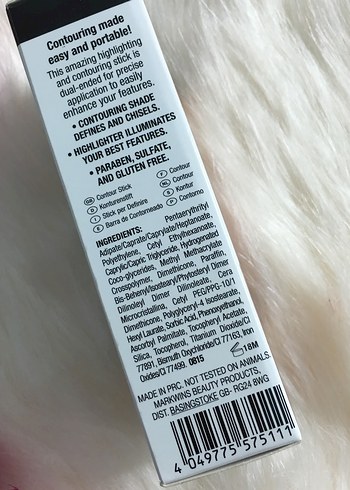 Contouring made
easy and portable!
This amazing highlighting
and contouring stick is
dual-ended for precise
application to easily
enhance your features.
• CONTOURING SHADE
DEFINES AND CHISELS.
• HIGHLIGHTER ILLUMINATES
YOUR BEST FEATURES.
• PARABEN, SULFATE,
AND GLUTEN FREE.
GB Contour Stick
D Konturenstift
I Stick per Definire
E Barra de Contorneado
F Contour
NL Contour
S Kontur
P Contorno
INGREDIENTS: Pentaerythrityl
Adipate/Caprate/Caprylate/Heptanoate,
Polyethylene, Cetyl Ethylhexanoate,
Caprylic/Capric Triglyceride, Hydrogenated
Coco-glycerides, Methyl Methacrylate
Crosspolymer, Dimethicone, Paraffin,
Bis-Behenyl/Isostearyl/Phytosteryl Dimer
Dilinoleyl Dimer Dilinoleate, Cera
Microcristallina, Cetyl PEG/PPG-10/1
Dimethicone, Polyglyceryl-4 Isostearate,
Hexyl Laurate, Sorbic Acid, Phenoxyethanol,
Ascorbyl Palmitate, Tocopheryl Acetate,
Silica, Tocopherol, Titanium Dioxide/CI
77891, Bismuth Oxychloride/CI 77163, Iron
Oxides/CI 77499. 0815
18M
MADE IN PRC. NOT TESTED ON ANIMALS.
MARKWINS BEAUTY PRODUCTS,
DIST. BASINGSTOKE GB- RG24 8WG
4 049775 575111